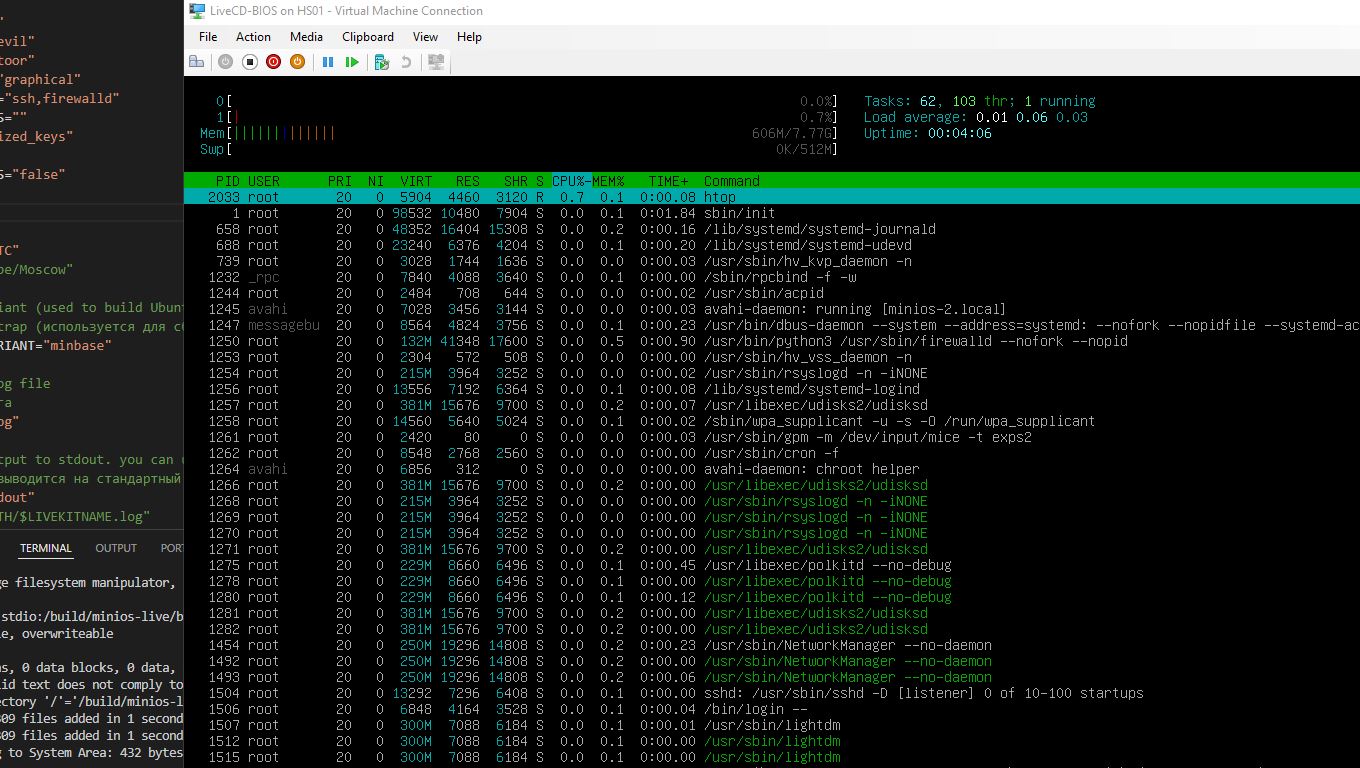 "
evil"
toor"
"graphical"
="ssh,firewalld"
S=""
ized_keys"
S="false"
TC"
pe/Moscow"
iant (used to build Ubunt
trap (используется для с
RIANT="minbase"
og file
га
og"
tput to stdout. you can u
выводится на стандартный
dout"
TH/$LIVEKITNAME.log"
TERMINAL OUTPUT POR
ge filesystem manipulator,
stdio:/build/minios-live/b
le, overwriteable
ns, 0 data blocks, 0 data,
lid text does not comply to
ectory '/'='/build/minios-l
309 files added in 1 second
309 files added in 1 second
g to System Area: 432 bytes
LiveCD-BIOS on HS01 - Virtual Machine Connection
File Action Media Clipboard View Help
0[ 0.0%] Tasks: 62, 103 thr; 1 running
1[| 0.7%] Load average: 0.01 0.06 0.03
Mem[||||||||||||| 606M/7.77G] Uptime: 00:04:06
Swp[ 0K/512M]
PID USER PRI NI VIRT RES SHR S CPU%-MEM% TIME+ Command
2033 root 20 0 5904 4460 3120 R 0.7 0.1 0:00.08 htop
1 root 20 0 98532 10480 7904 S 0.0 0.1 0:01.84 sbin/init
658 root 20 0 48352 16404 15308 S 0.0 0.2 0:00.16 /lib/systemd/systemd-journald
688 root 20 0 23240 6376 4204 S 0.0 0.1 0:00.20 /lib/systemd/systemd-udevd
739 root 20 0 3028 1744 1636 S 0.0 0.0 0:00.03 /usr/sbin/hv_kvp_daemon -n
1232 _rpc 20 0 7840 4088 3640 S 0.0 0.1 0:00.00 /sbin/rpcbind -f -w
1244 root 20 0 2484 708 644 S 0.0 0.0 0:00.02 /usr/sbin/acpid
1245 avahi 20 0 7028 3456 3144 S 0.0 0.0 0:00.03 avahi-daemon: running [minios-2.local]
1247 messagebu 20 0 8564 4824 3756 S 0.0 0.1 0:00.23 /usr/bin/dbus-daemon --system --address=systemd: --nofork --nopidfile --systemd-ac
1250 root 20 0 132M 41348 17600 S 0.0 0.5 0:00.90 /usr/bin/python3 /usr/sbin/firewalld --nofork --nopid
1253 root 20 0 2304 572 508 S 0.0 0.0 0:00.00 /usr/sbin/hv_vss_daemon -n
1254 root 20 0 215M 3964 3252 S 0.0 0.0 0:00.02 /usr/sbin/rsyslogd -n -iNONE
1256 root 20 0 13556 7192 6364 S 0.0 0.1 0:00.08 /lib/systemd/systemd-logind
1257 root 20 0 381M 15676 9700 S 0.0 0.2 0:00.07 /usr/libexec/udisks2/udisksd
1258 root 20 0 14560 5640 5024 S 0.0 0.1 0:00.02 /sbin/wpa_supplicant -u -s -O /run/wpa_supplicant
1261 root 20 0 2420 80 0 S 0.0 0.0 0:00.03 /usr/sbin/gpm -m /dev/input/mice -t exps2
1262 root 20 0 8548 2768 2560 S 0.0 0.0 0:00.00 /usr/sbin/cron -f
1264 avahi 20 0 6856 312 0 S 0.0 0.0 0:00.00 avahi-daemon: chroot helper
1266 root 20 0 381M 15676 9700 S 0.0 0.2 0:00.00 /usr/libexec/udisks2/udisksd
1268 root 20 0 215M 3964 3252 S 0.0 0.0 0:00.00 /usr/sbin/rsyslogd -n -iNONE
1269 root 20 0 215M 3964 3252 S 0.0 0.0 0:00.00 /usr/sbin/rsyslogd -n -iNONE
1270 root 20 0 215M 3964 3252 S 0.0 0.0 0:00.00 /usr/sbin/rsyslogd -n -iNONE
1271 root 20 0 381M 15676 9700 S 0.0 0.2 0:00.00 /usr/libexec/udisks2/udisksd
1275 root 20 0 229M 8660 6496 S 0.0 0.1 0:00.45 /usr/libexec/polkitd --no-debug
1278 root 20 0 229M 8660 6496 S 0.0 0.1 0:00.00 /usr/libexec/polkitd --no-debug
1280 root 20 0 229M 8660 6496 S 0.0 0.1 0:00.12 /usr/libexec/polkitd --no-debug
1281 root 20 0 381M 15676 9700 S 0.0 0.2 0:00.00 /usr/libexec/udisks2/udisksd
1282 root 20 0 381M 15676 9700 S 0.0 0.2 0:00.00 /usr/libexec/udisks2/udisksd
1454 root 20 0 250M 19296 14808 S 0.0 0.2 0:00.23 /usr/sbin/NetworkManager --no-daemon
1492 root 20 0 250M 19296 14808 S 0.0 0.2 0:00.00 /usr/sbin/NetworkManager --no-daemon
1493 root 20 0 250M 19296 14808 S 0.0 0.2 0:00.06 /usr/sbin/NetworkManager --no-daemon
1504 root 20 0 13292 7296 6408 S 0.0 0.1 0:00.00 sshd: /usr/sbin/sshd -D [listener] 0 of 10-100 startups
1506 root 20 0 6848 4164 3528 S 0.0 0.1 0:00.04 /bin/login --
1507 root 20 0 300M 7088 6184 S 0.0 0.1 0:00.01 /usr/sbin/lightdm
1512 root 20 0 300M 7088 6184 S 0.0 0.1 0:00.00 /usr/sbin/lightdm
1515 root 20 0 300M 7088 6184 S 0.0 0.1 0:00.00 /usr/sbin/lightdm